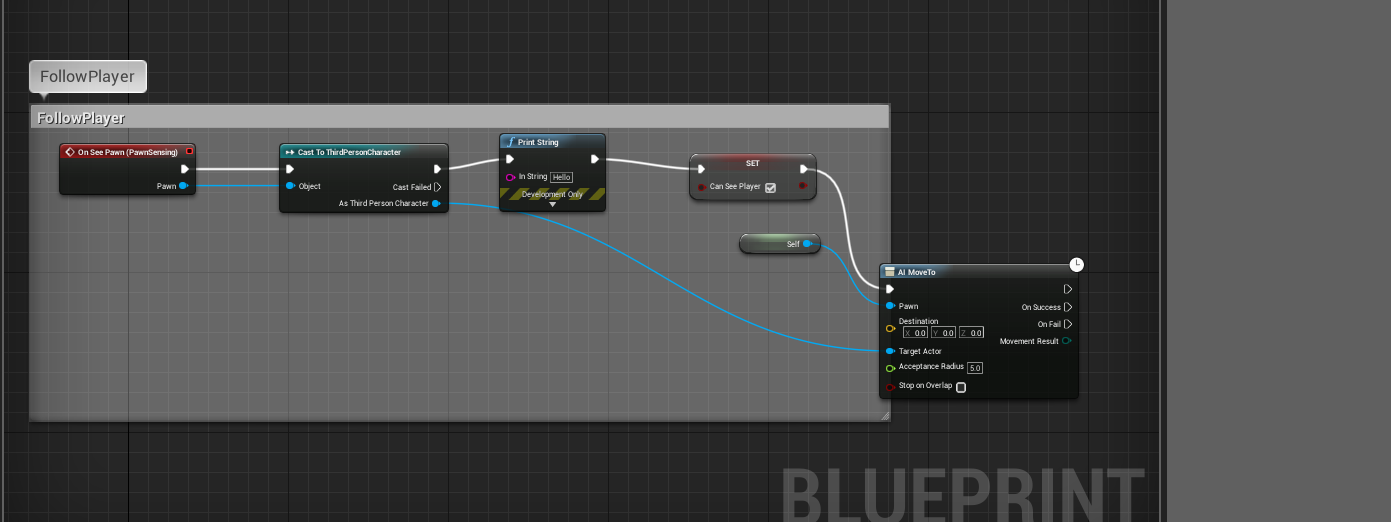 FollowPlayer
FollowPlayer
On See Pawn (PawnSensing)
Pawn
Cast To ThirdPersonCharacter
Object
Cast Failed
As Third Person Character
f Print String
In String Hello
Development Only
SET
Can See Player
Self
AI MoveTo
Pawn
On Success
Destination
X 0.0 Y 0.0 Z 0.0
On Fail
Movement Result
Target Actor
Acceptance Radius 5.0
Stop on Overlap
BLUEPRINT